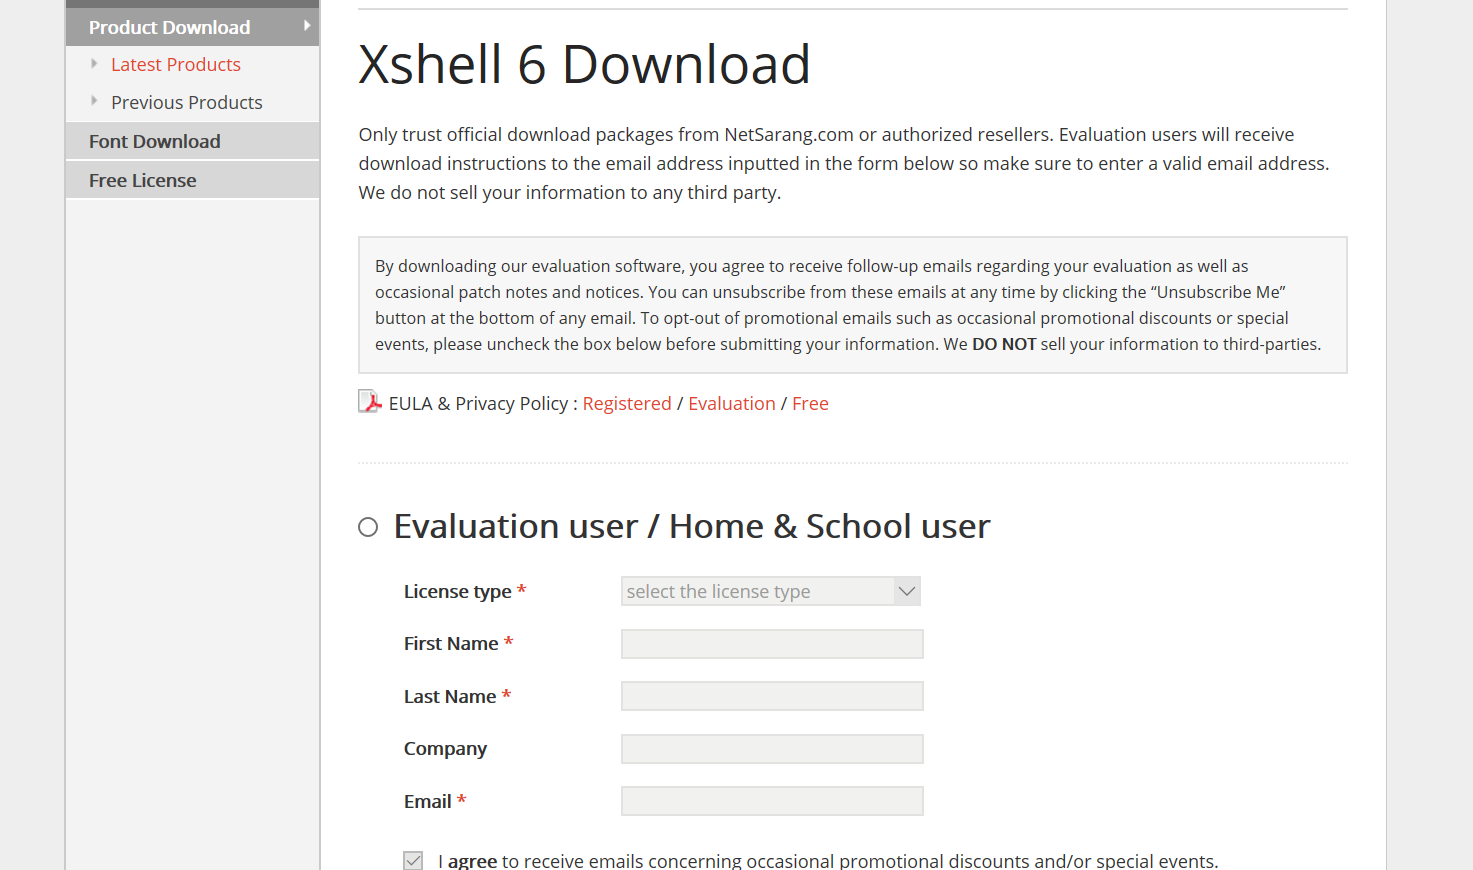 Product Download
Latest Products
Previous Products
Font Download
Free License
Xshell 6 Download
Only trust official download packages from NetSarang.com or authorized resellers. Evaluation users will receive
download instructions to the email address inputted in the form below so make sure to enter a valid email address.
We do not sell your information to any third party.
By downloading our evaluation software, you agree to receive follow-up emails regarding your evaluation as well as
occasional patch notes and notices. You can unsubscribe from these emails at any time by clicking the “Unsubscribe Me”
button at the bottom of any email. To opt-out of promotional emails such as occasional promotional discounts or special
events, please uncheck the box below before submitting your information. We DO NOT sell your information to third-parties.
EULA & Privacy Policy : Registered / Evaluation / Free
Evaluation user / Home & School user
License type * select the license type
First Name *
Last Name *
Company
Email *
I agree to receive emails concerning occasional promotional discounts and/or special events.